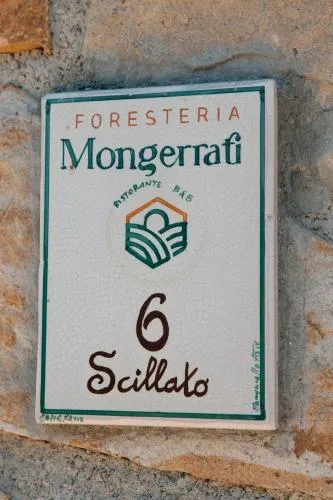 FORESTERIA
Mongerrati
RISTORANTE B&B
6
Scillato